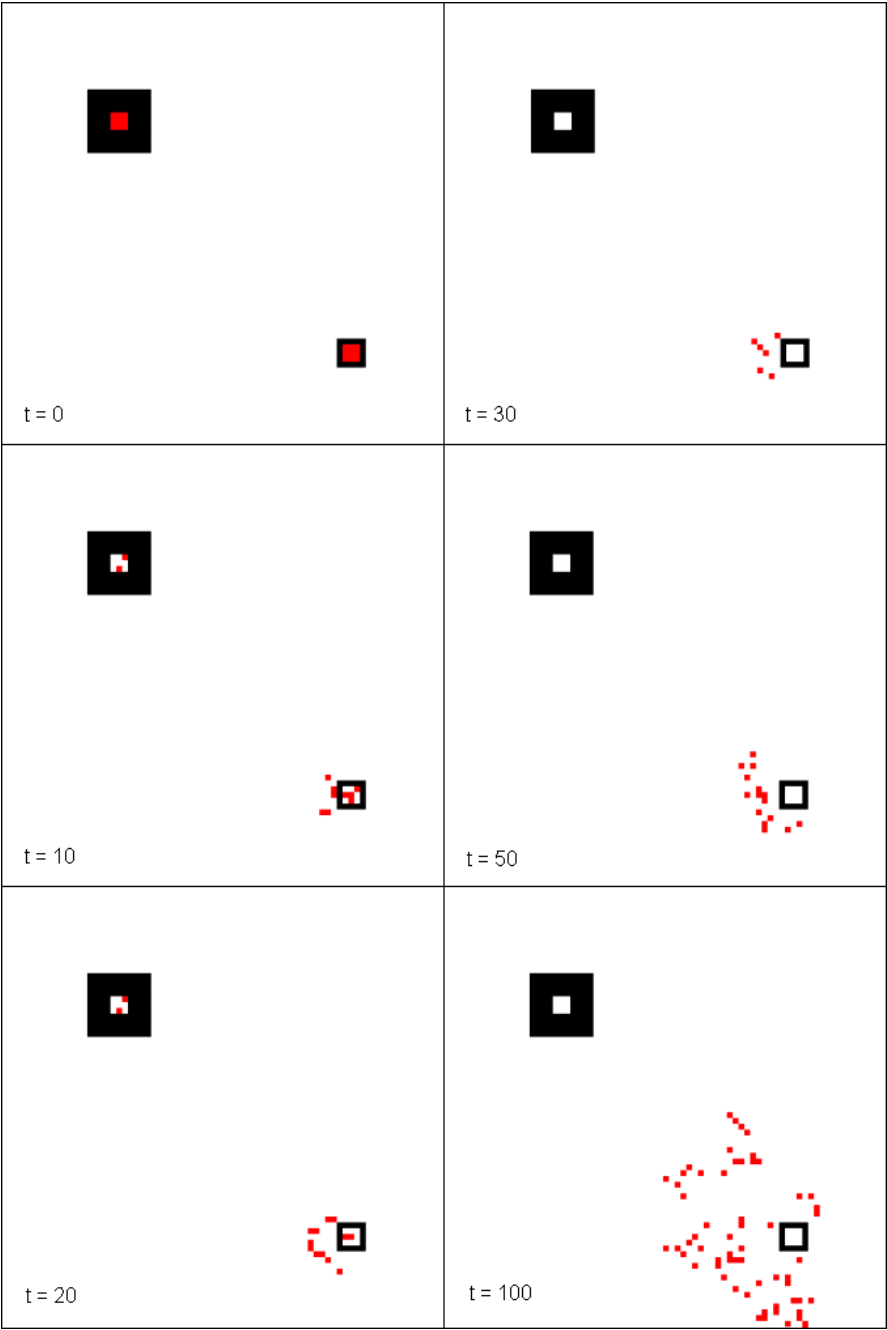 t = 0
t = 30
t = 10
t = 50
t = 20
t = 100